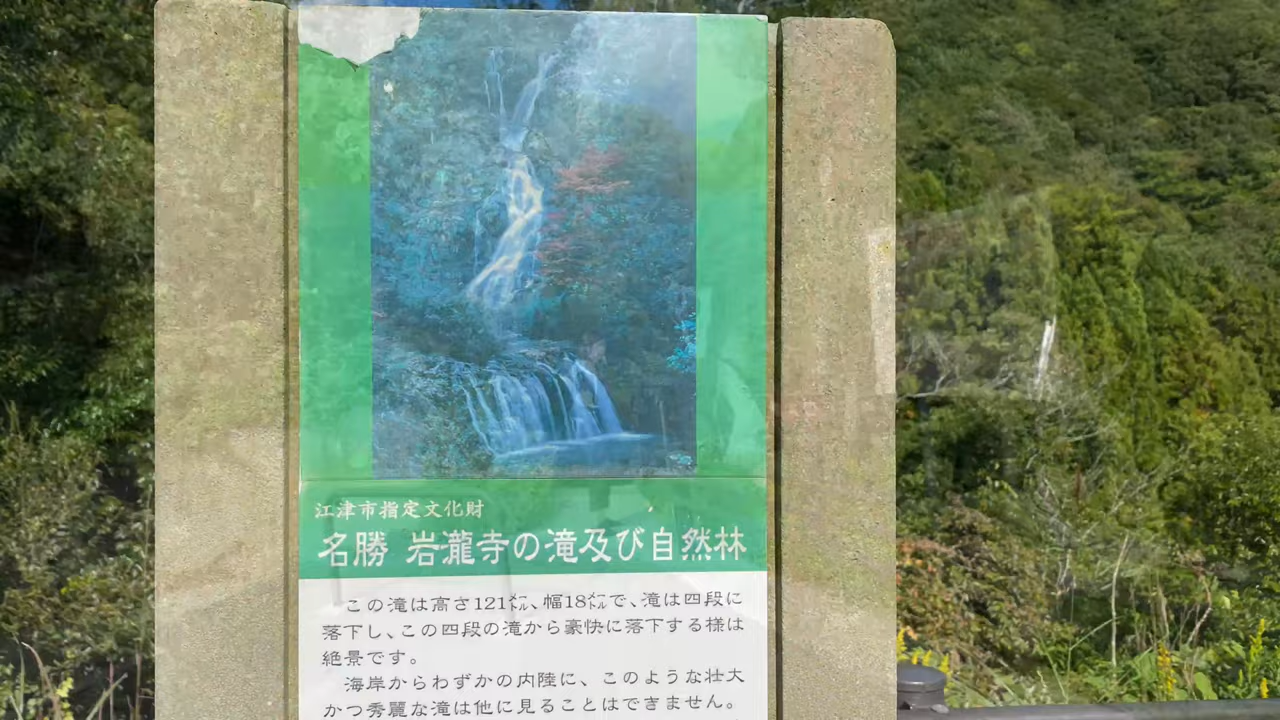 江津市指定文化財
名勝 岩瀧寺の滝及び自然林
この滝は高さ121㍍、幅18㍍で、滝は四段に
落下し、この四段の滝から豪快に落下する様は
絶景です。
海岸からわずかの内陸に、このような壮大
かつ秀麗な滝は他に見ることはできません。